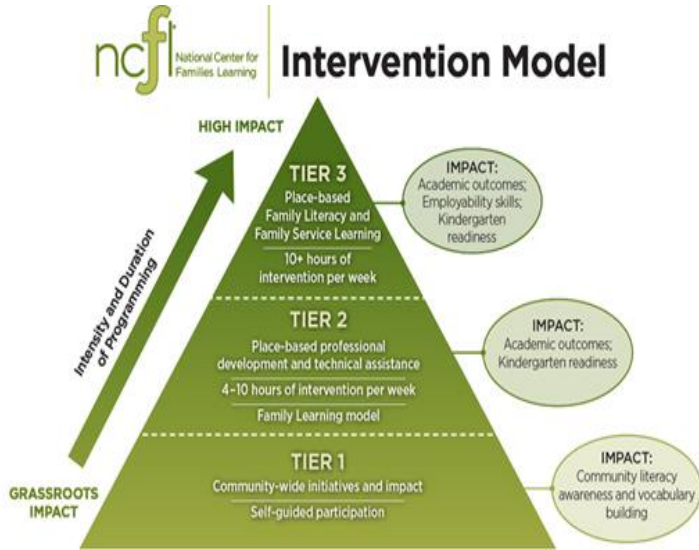 ncfl
National Center for
Families Learning
Intervention Model
HIGH IMPACT
Intensity and Duration
of Programming
GRASSROOTS
IMPACT
TIER 3
Place-based
Family Literacy and
Family Service Learning
10+ hours of
intervention per week
IMPACT:
Academic outcomes;
Employability skills;
Kindergarten
readiness
TIER 2
Place-based professional
development and technical assistance
4–10 hours of intervention per week
Family Learning model
IMPACT:
Academic outcomes;
Kindergarten readiness
TIER 1
Community-wide initiatives and impact
Self-guided participation
IMPACT:
Community literacy
awareness and vocabulary
building